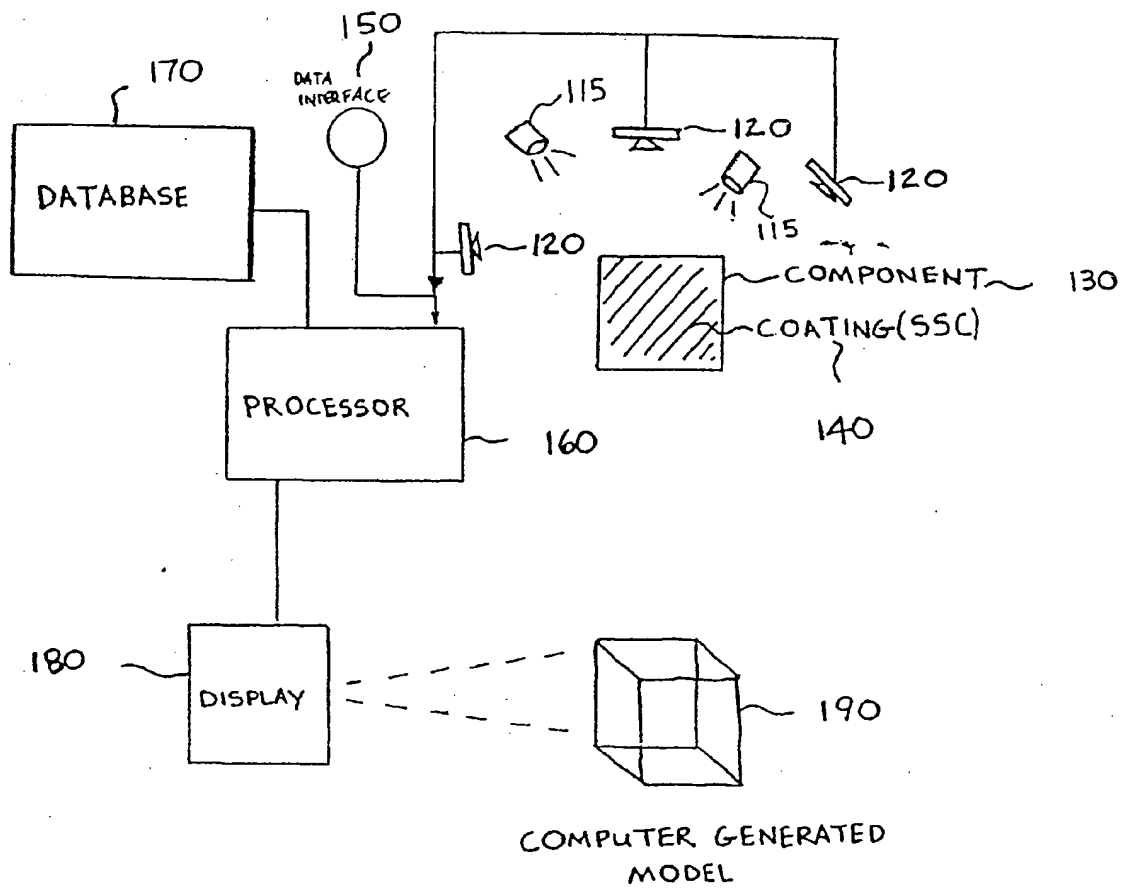 150
170
DATA
INTERFACE
115
120
120
115
120
DATABASE
COMPONENT 130
COATING(SSC)
140
PROCESSOR
160
180
DISPLAY
190
COMPUTER GENERATED
MODEL